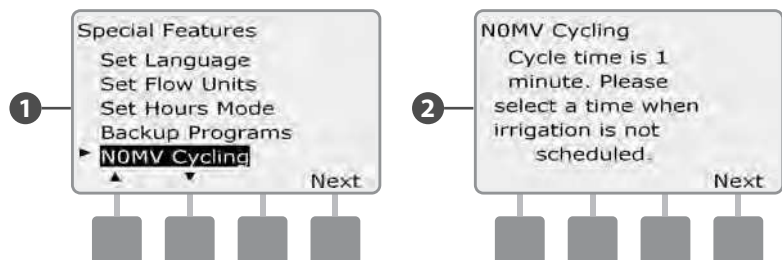 Special Features
Set Language
Set Flow Units
Set Hours Mode
Backup Programs
N0MV Cycling
Next
1
N0MV Cycling
Cycle time is 1
minute. Please
select a time when
irrigation is not
scheduled.
Next
2